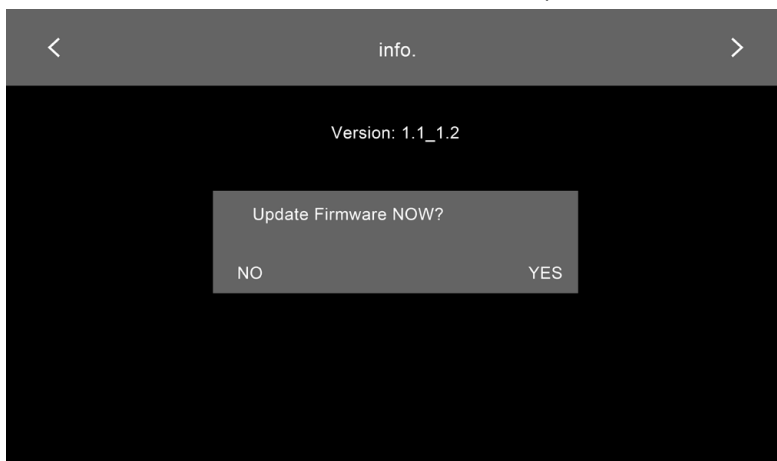 info.
Version: 1.1_1.2
Update Firmware NOW?
NO YES